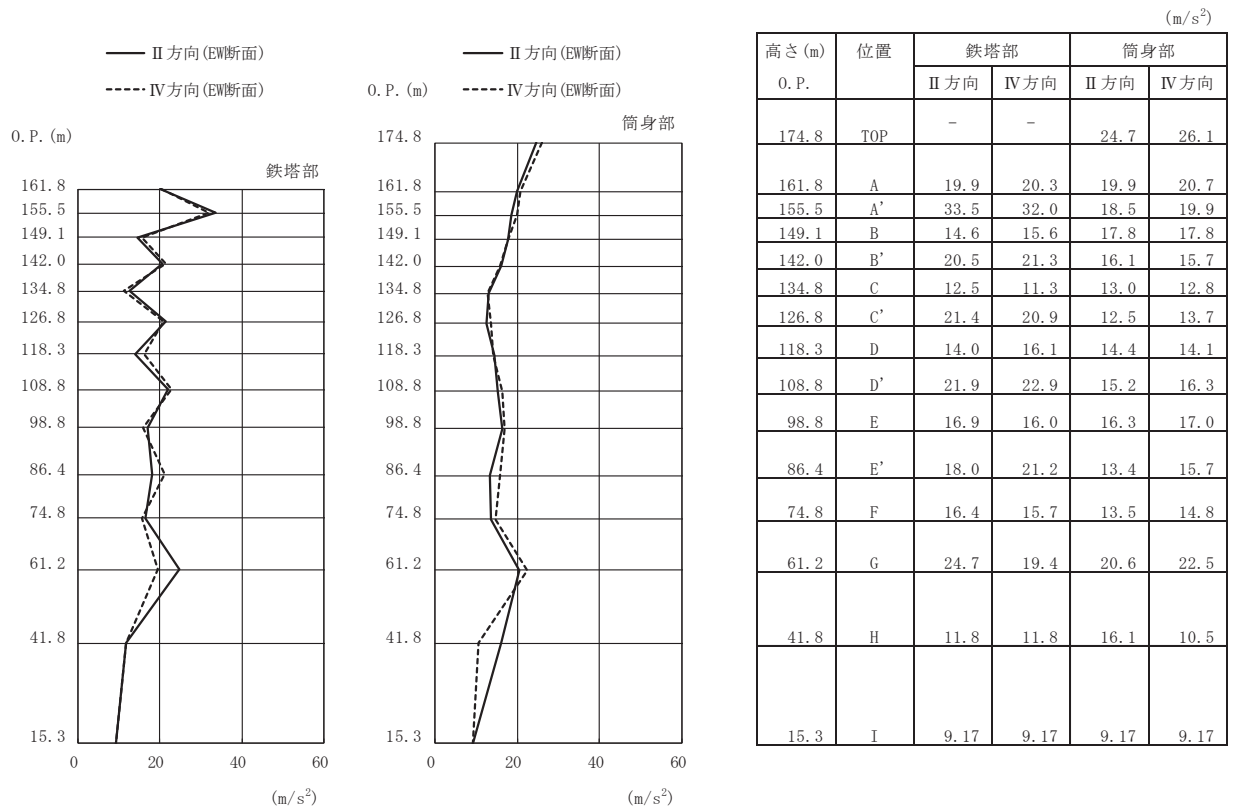 ── Ⅱ方向(EW断面)
---- Ⅳ方向(EW断面)
O.P.(m)
鉄塔部
161.8
155.5
149.1
142.0
134.8
126.8
118.3
108.8
98.8
86.4
74.8
61.2
41.8
15.3
0 20 40 60
(m/s²)
── Ⅱ方向(EW断面)
---- Ⅳ方向(EW断面)
O.P.(m)
筒身部
174.8
161.8
155.5
149.1
142.0
134.8
126.8
118.3
108.8
98.8
86.4
74.8
61.2
41.8
15.3
0 20 40 60
(m/s²)
(m/s²)
高さ(m) 位置 鉄塔部 筒身部
O.P. Ⅱ方向 Ⅳ方向 Ⅱ方向 Ⅳ方向
174.8 TOP － － 24.7 26.1
161.8 A 19.9 20.3 19.9 20.7
155.5 A' 33.5 32.0 18.5 19.9
149.1 B 14.6 15.6 17.8 17.8
142.0 B' 20.5 21.3 16.1 15.7
134.8 C 12.5 11.3 13.0 12.8
126.8 C' 21.4 20.9 12.5 13.7
118.3 D 14.0 16.1 14.4 14.1
108.8 D' 21.9 22.9 15.2 16.3
98.8 E 16.9 16.0 16.3 17.0
86.4 E' 18.0 21.2 13.4 15.7
74.8 F 16.4 15.7 13.5 14.8
61.2 G 24.7 19.4 20.6 22.5
41.8 H 11.8 11.8 16.1 10.5
15.3 I 9.17 9.17 9.17 9.17